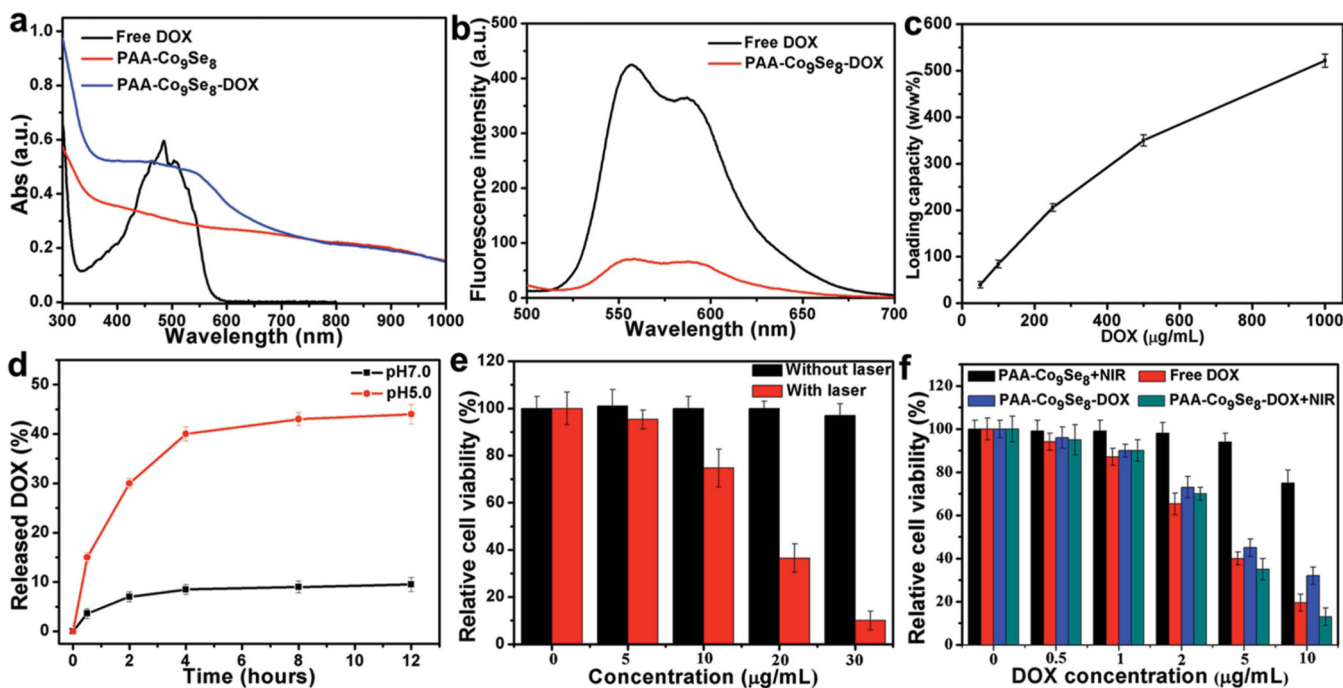 a
Free DOX
PAA-Co9Se8
PAA-Co9Se8-DOX
Abs (a.u.)
1.0
0.8
0.6
0.4
0.2
0.0
300 400 500 600 700 800 900 1000
Wavelength (nm)
b
Free DOX
PAA-Co9Se8-DOX
Fluorescence intensity (a.u.)
500
450
400
350
300
250
200
150
100
50
0
500 550 600 650 700
Wavelength (nm)
c
Loading capacity (w/w%)
600
500
400
300
200
100
0
0 200 400 600 800 1000
DOX (μg/mL)
d
pH7.0
pH5.0
Released DOX (%)
50
40
30
20
10
0
0 2 4 6 8 10 12
Time (hours)
e
Without laser
With laser
Relative cell viability (%)
120
100
80
60
40
20
0
0 5 10 20 30
Concentration (μg/mL)
f
PAA-Co9Se8+NIR
Free DOX
PAA-Co9Se8-DOX
PAA-Co9Se8-DOX+NIR
Relative cell viability (%)
120
100
80
60
40
20
0
0 0.5 1 2 5 10
DOX concentration (μg/mL)